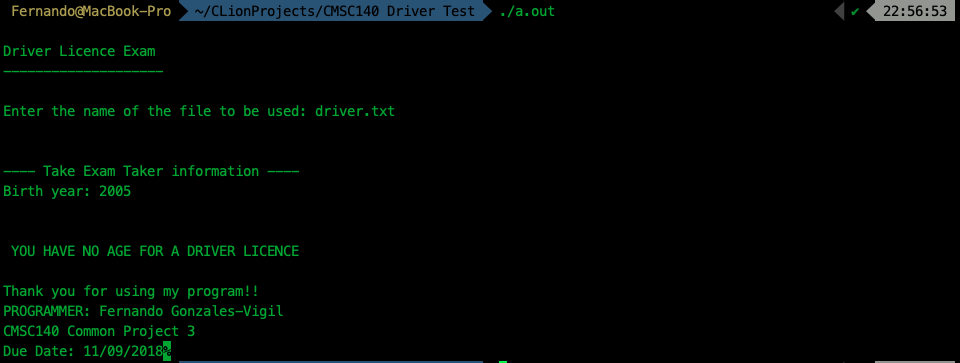 Fernando@MacBook-Pro ~/CLionProjects/CMSC140 Driver Test ./a.out ✔ 22:56:53
Driver Licence Exam
--------------------
Enter the name of the file to be used: driver.txt
---- Take Exam Taker information ----
Birth year: 2005
YOU HAVE NO AGE FOR A DRIVER LICENCE
Thank you for using my program!!
PROGRAMMER: Fernando Gonzales-Vigil
CMSC140 Common Project 3
Due Date: 11/09/2018%